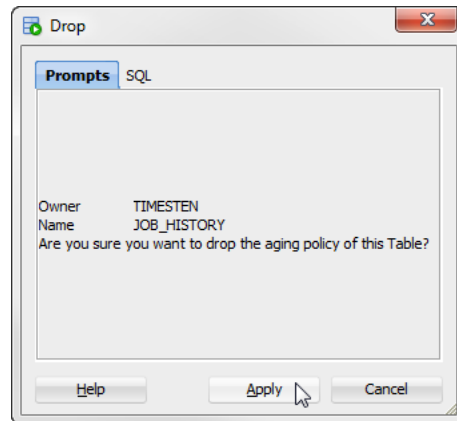 Drop
Prompts SQL
Owner TIMESTEN
Name JOB_HISTORY
Are you sure you want to drop the aging policy of this Table?
Help Apply Cancel